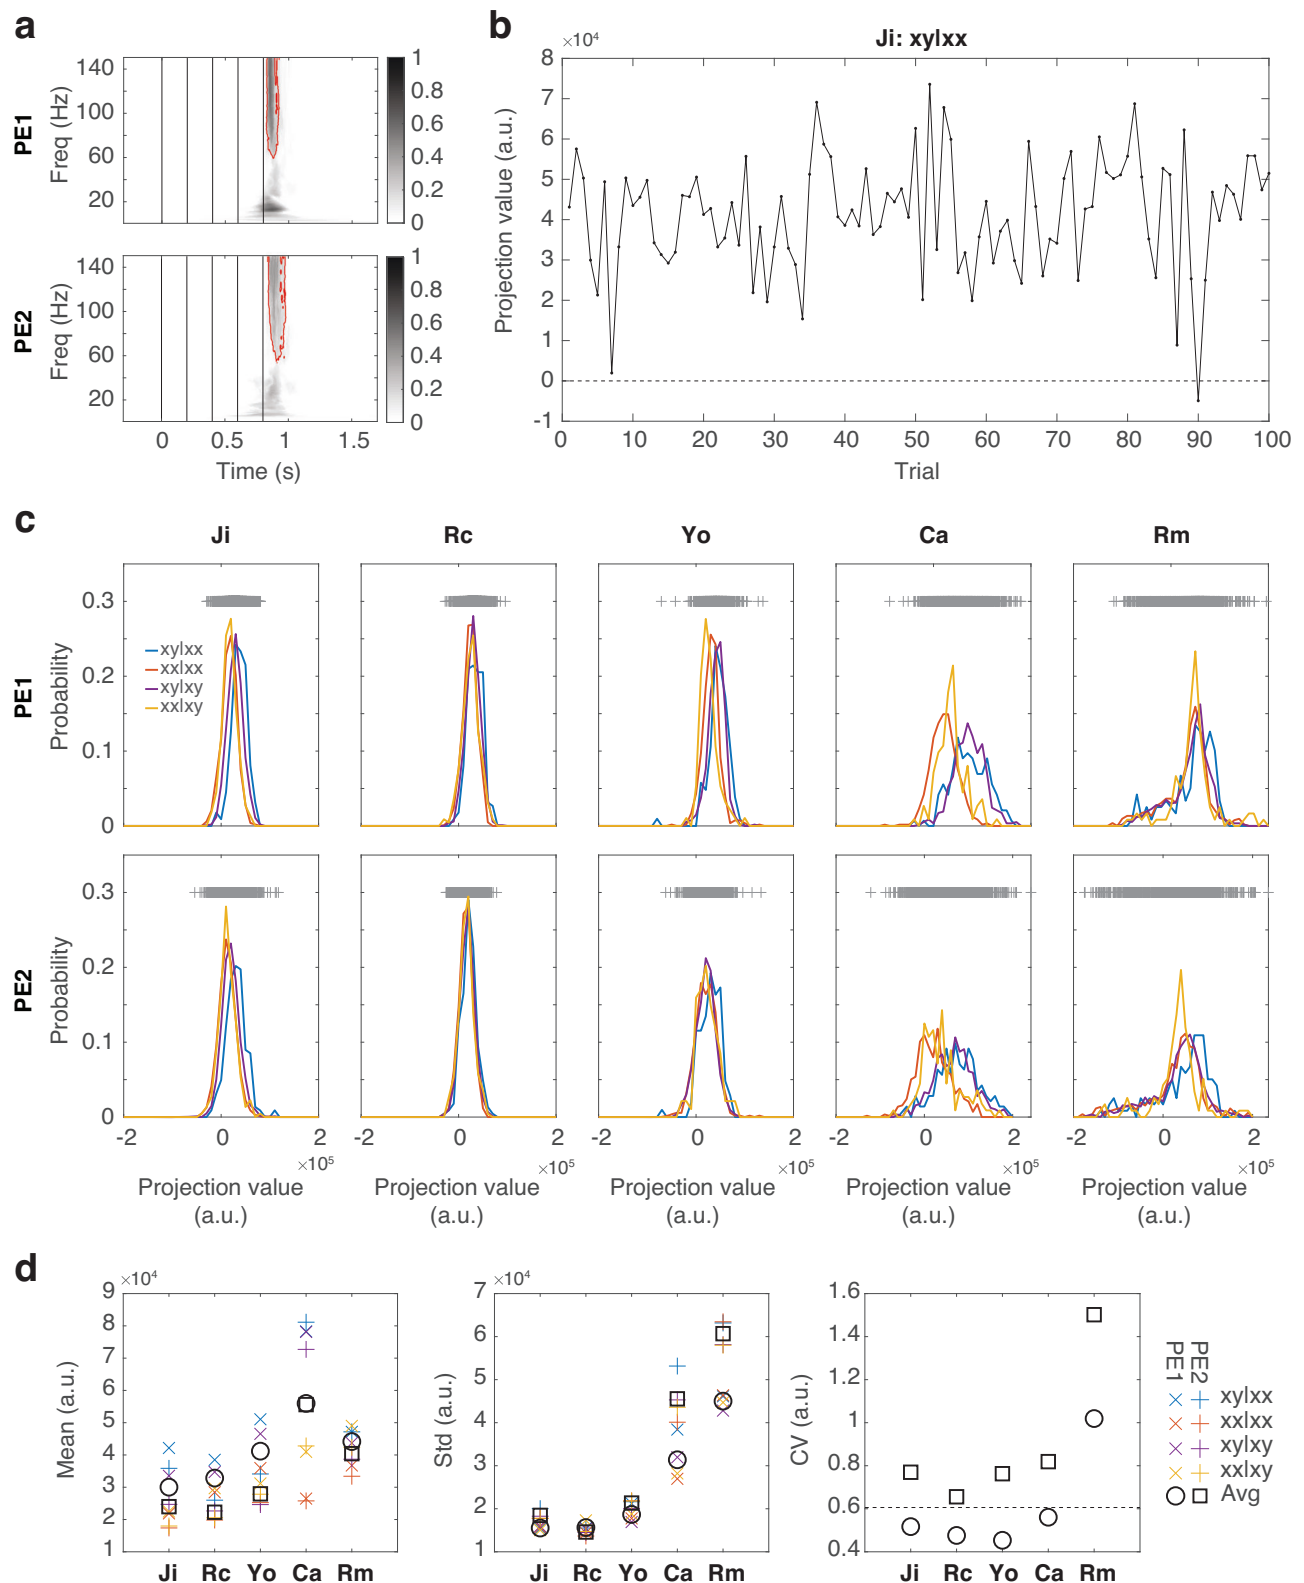 a
PE1
Freq (Hz)
140
100
60
20
1
0.8
0.6
0.4
0.2
0
PE2
Freq (Hz)
140
100
60
20
1
0.8
0.6
0.4
0.2
0
0 0.5 1 1.5
Time (s)
b
Ji: xylxx
×10⁴
Projection value (a.u.)
8
7
6
5
4
3
2
1
0
-1
0 10 20 30 40 50 60 70 80 90 100
Trial
c
Ji Rc Yo Ca Rm
PE1
Probability
0.3
0.2
0.1
0
xylxx
xxlxx
xylxy
xxlxy
PE2
Probability
0.3
0.2
0.1
0
-2 0 2 -2 0 2 -2 0 2 -2 0 2 -2 0 2
×10⁵ ×10⁵ ×10⁵ ×10⁵ ×10⁵
Projection value Projection value Projection value Projection value Projection value
(a.u.) (a.u.) (a.u.) (a.u.) (a.u.)
d
×10⁴
Mean (a.u.)
9
8
7
6
5
4
3
2
1
Ji Rc Yo Ca Rm
×10⁴
Std (a.u.)
7
6
5
4
3
2
1
Ji Rc Yo Ca Rm
CV (a.u.)
1.6
1.4
1.2
1
0.8
0.6
0.4
Ji Rc Yo Ca Rm
PE1 PE2
xylxx
xxlxx
xylxy
xxlxy
Avg